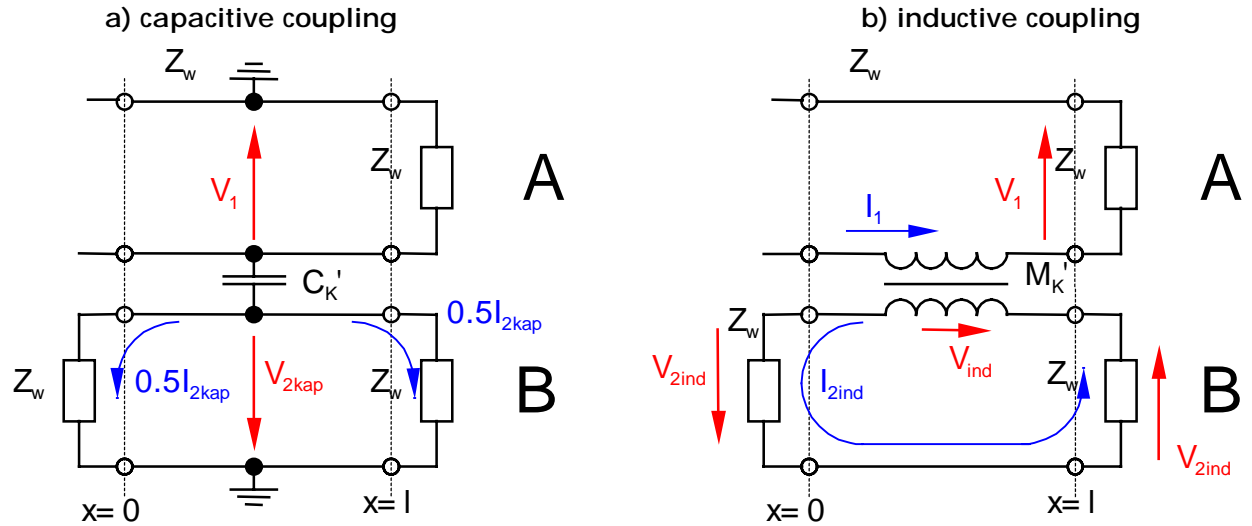 a) capacitive coupling
Z_w
Z_w
V_1
A
C_K'
0.5I_2kap
Z_w
0.5I_2kap
V_2kap
Z_w
B
x= 0
x= l
b) inductive coupling
Z_w
Z_w
I_1
V_1
A
M_K'
Z_w
V_2ind
V_ind
I_2ind
Z_w
B
V_2ind
x= 0
x= l